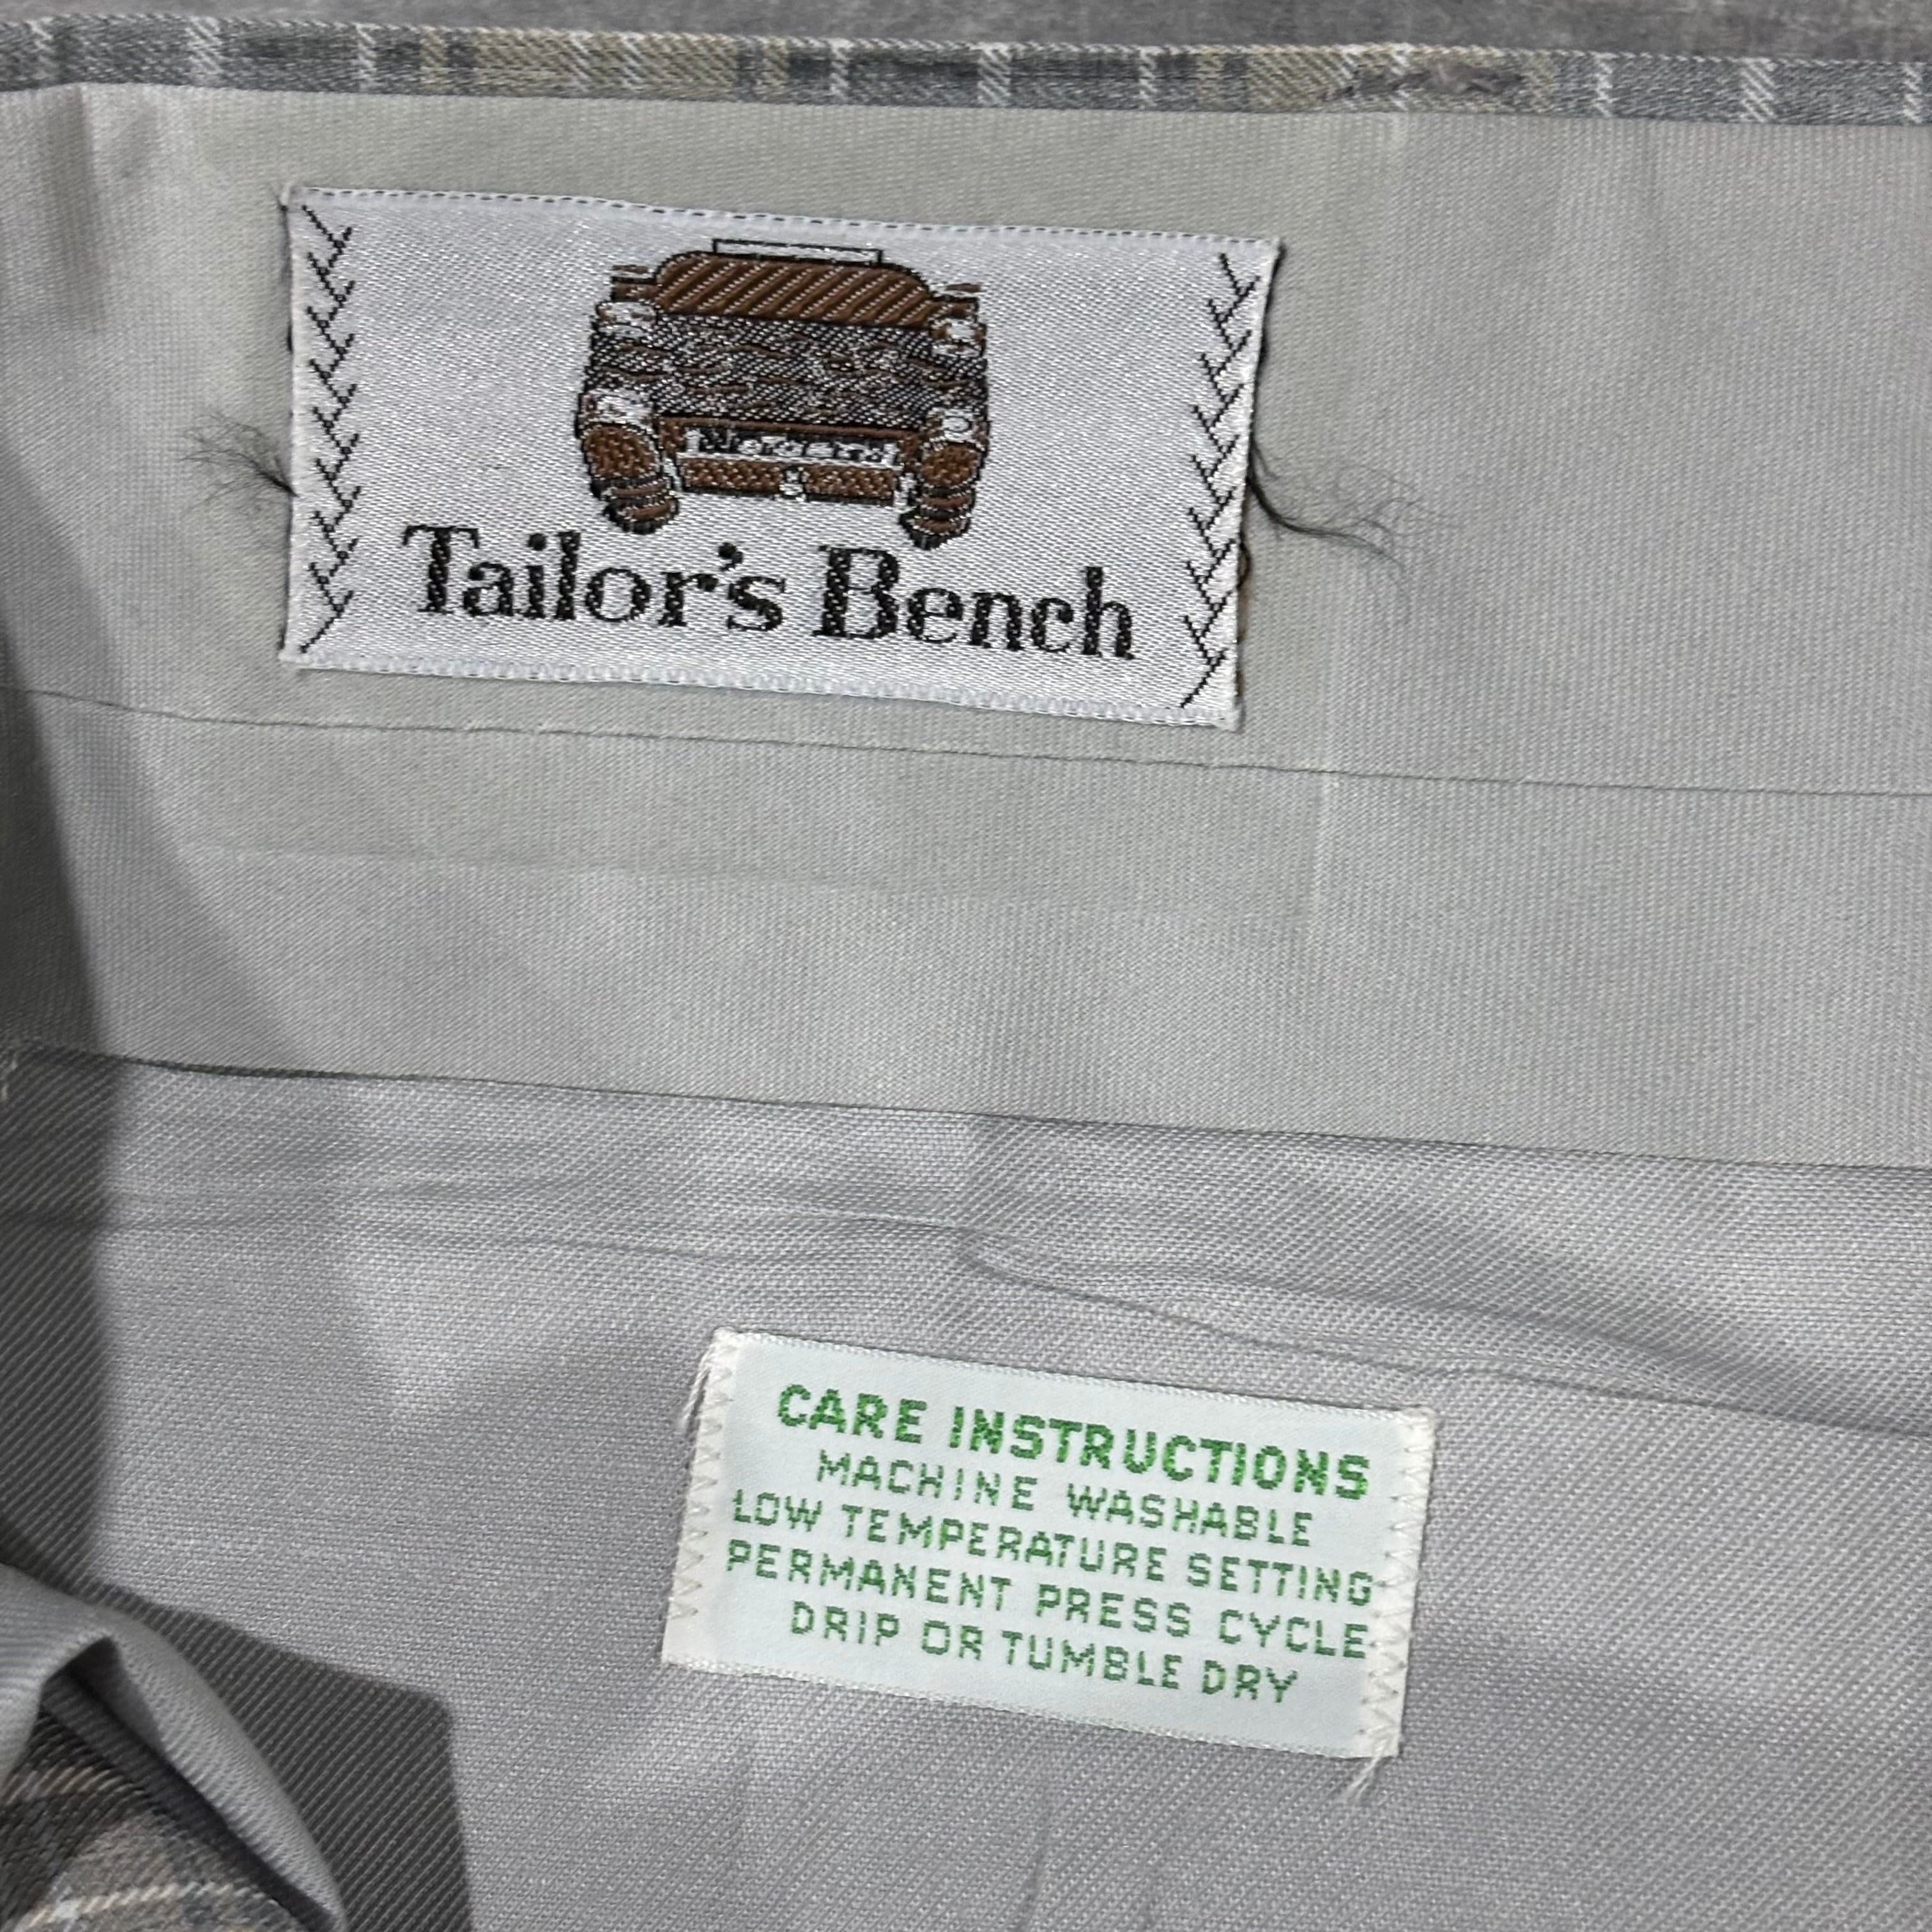 Tailor's Bench
CARE INSTRUCTIONS
MACHINE WASHABLE
LOW TEMPERATURE SETTING
PERMANENT PRESS CYCLE
DRIP OR TUMBLE DRY